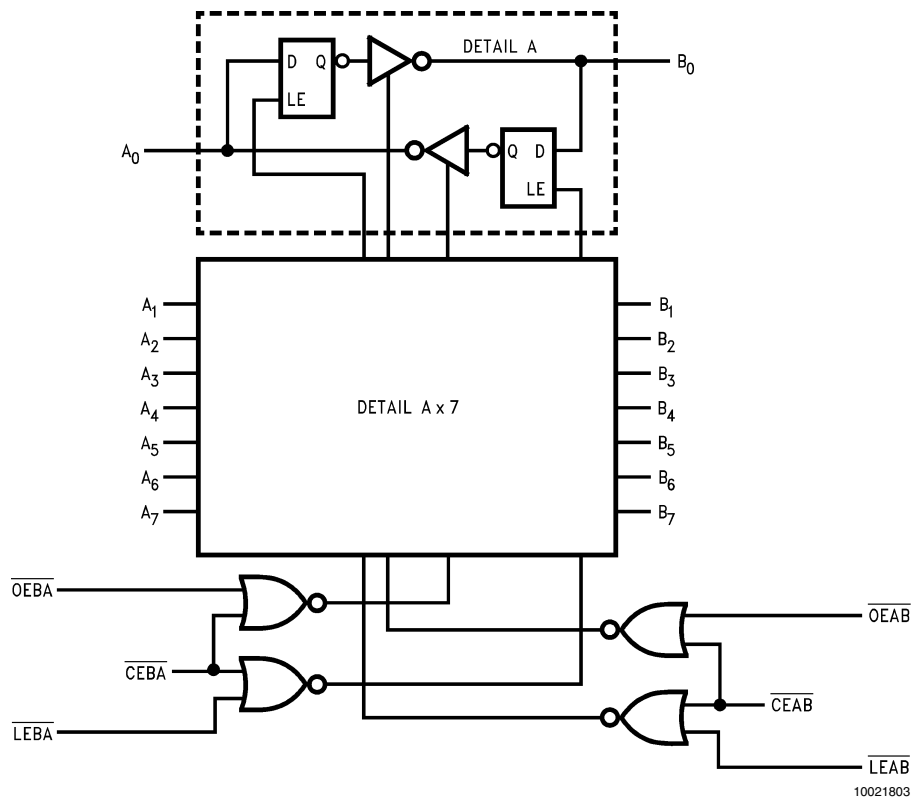 DETAIL A
D Q
LE
B0
A0
Q D
LE
A1 B1
A2 B2
A3 B3
A4 B4
DETAIL A x 7
A5 B5
A6 B6
A7 B7
OEBA
OEAB
CEBA
CEAB
LEBA
LEAB
10021803